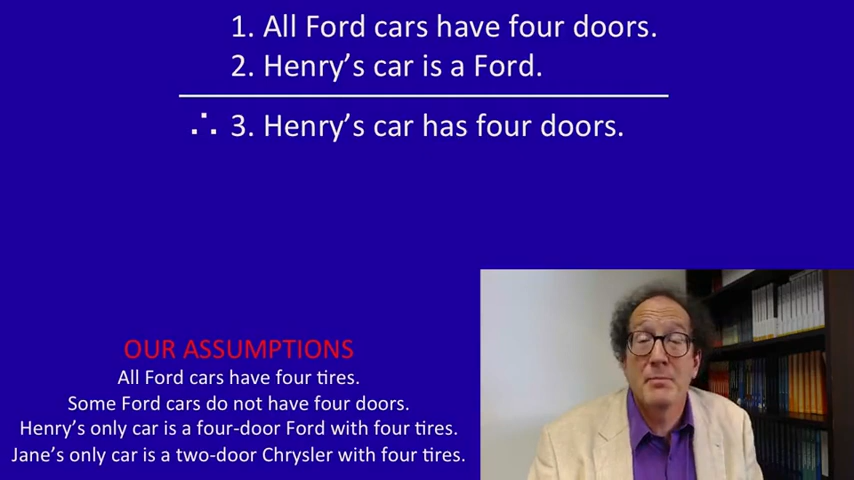 1. All Ford cars have four doors.
2. Henry’s car is a Ford.
∴ 3. Henry’s car has four doors.
OUR ASSUMPTIONS
All Ford cars have four tires.
Some Ford cars do not have four doors.
Henry’s only car is a four-door Ford with four tires.
Jane’s only car is a two-door Chrysler with four tires.